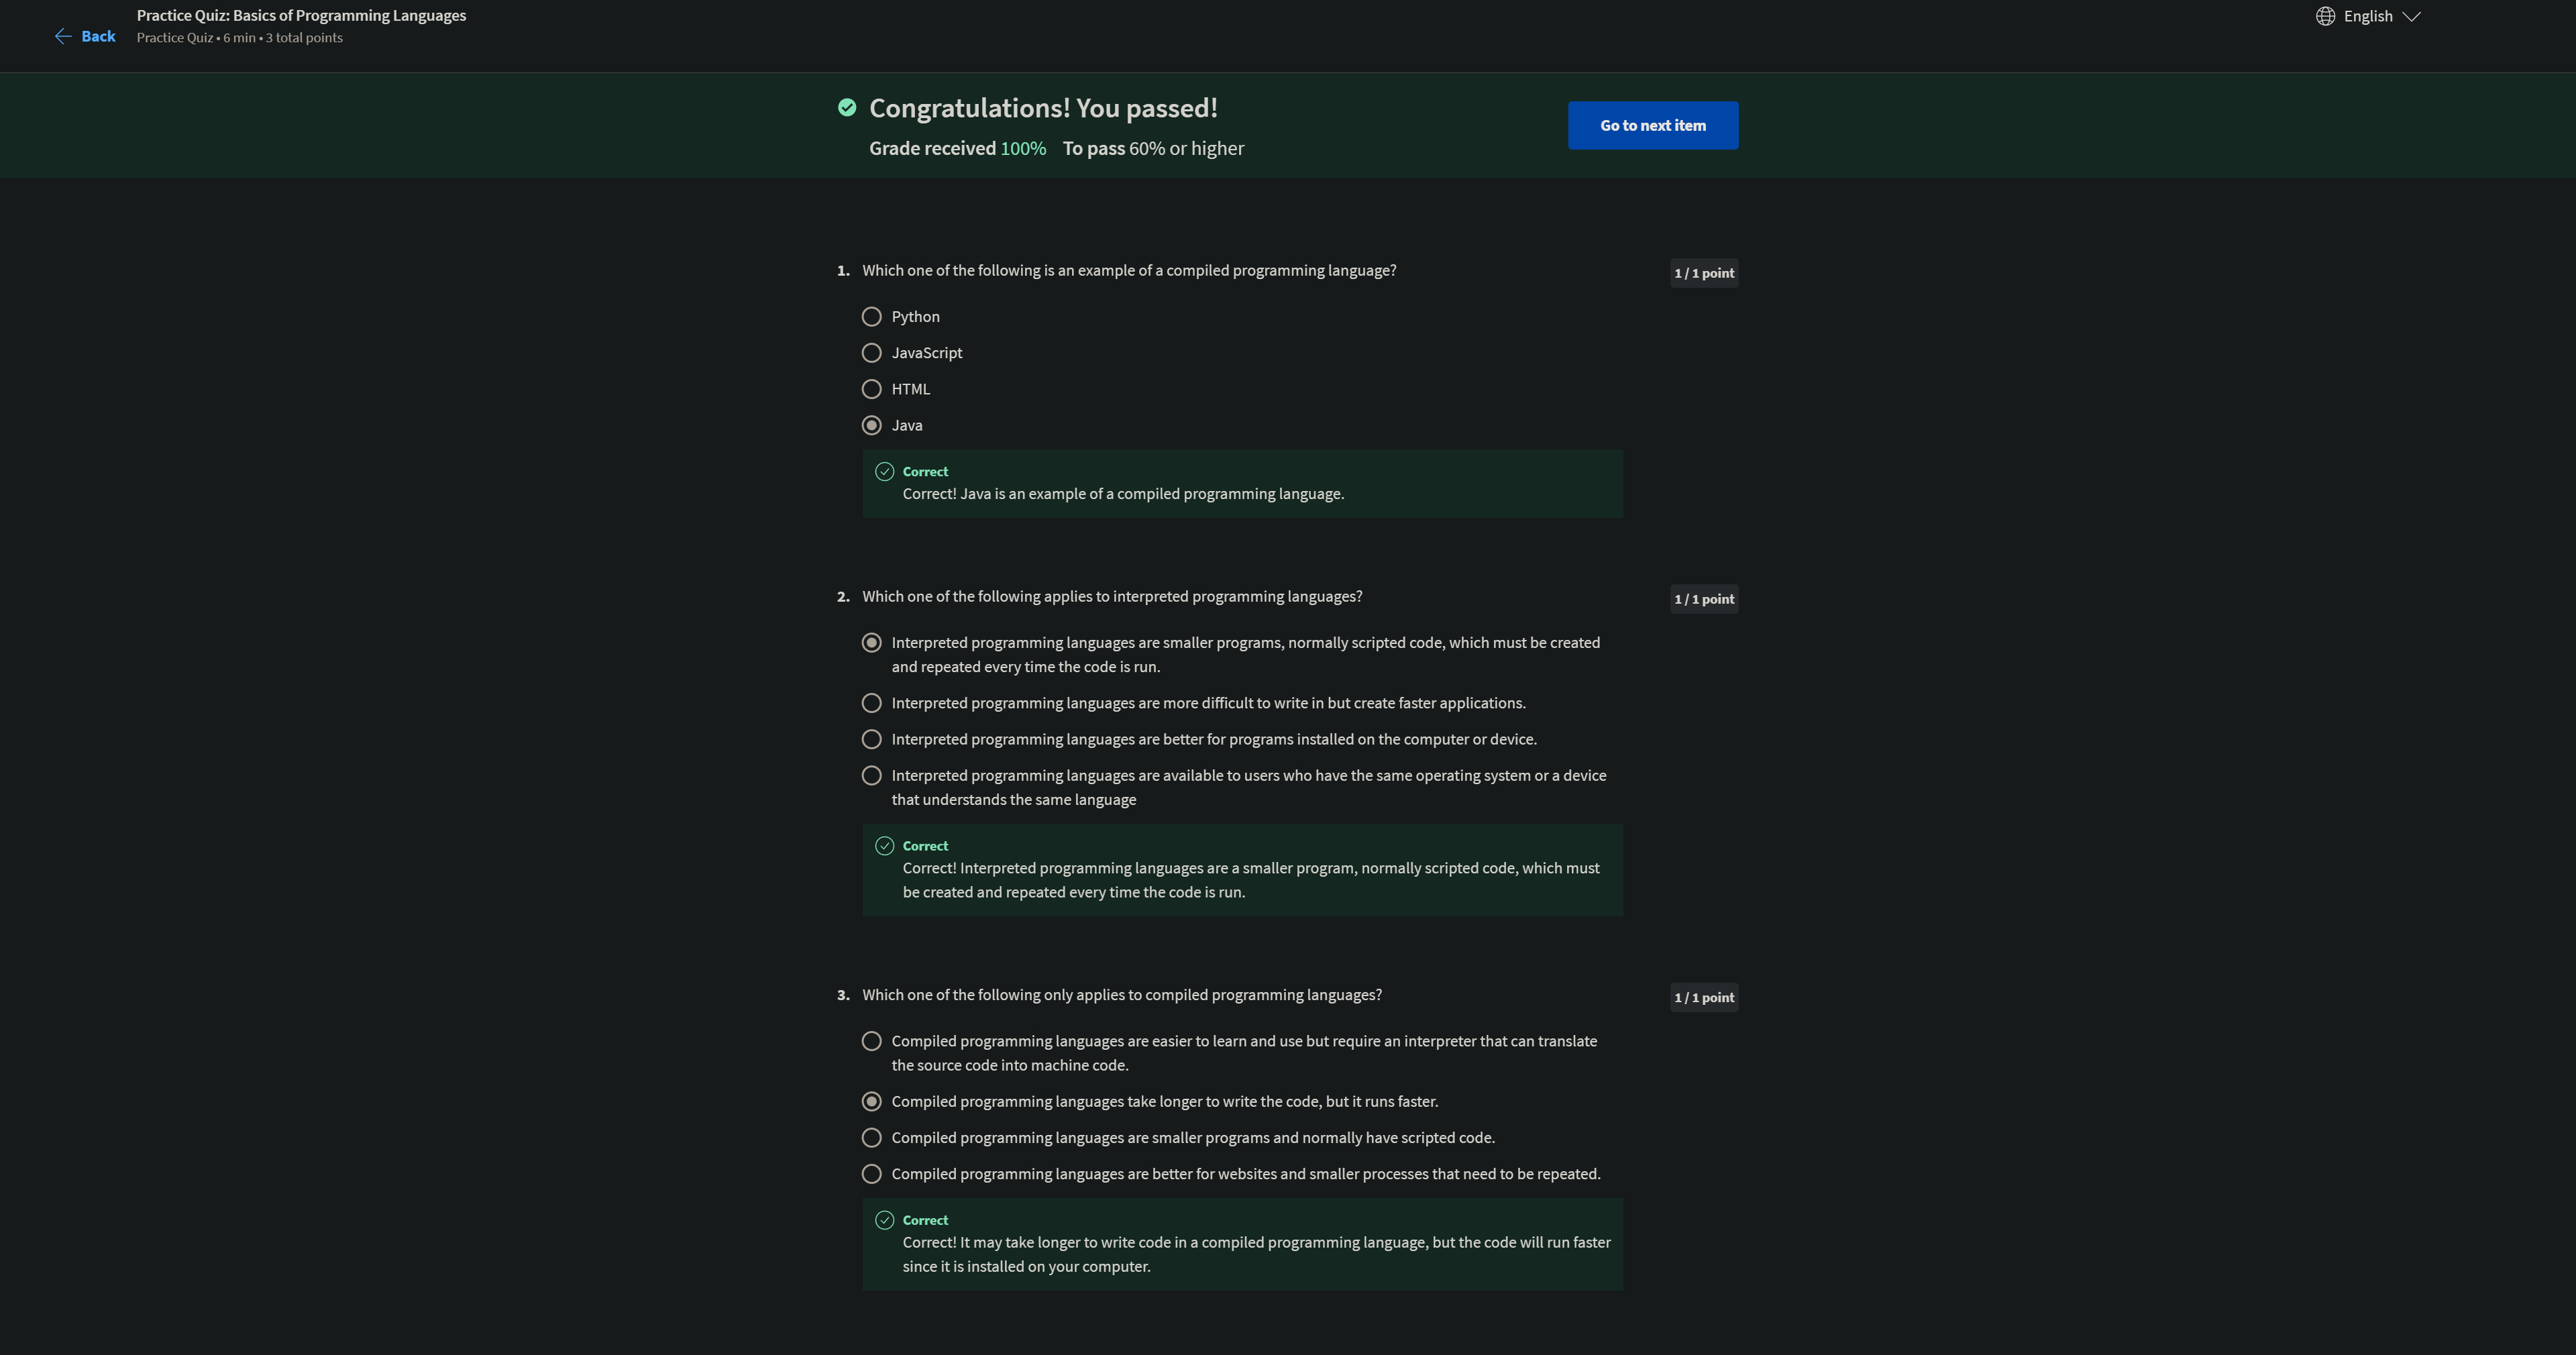 Practice Quiz: Basics of Programming Languages
Back
Practice Quiz • 6 min • 3 total points
English
Congratulations! You passed!
Grade received 100% To pass 60% or higher
Go to next item
1. Which one of the following is an example of a compiled programming language?
1 / 1 point
Python
JavaScript
HTML
Java
Correct
Correct! Java is an example of a compiled programming language.
2. Which one of the following applies to interpreted programming languages?
1 / 1 point
Interpreted programming languages are smaller programs, normally scripted code, which must be created
and repeated every time the code is run.
Interpreted programming languages are more difficult to write in but create faster applications.
Interpreted programming languages are better for programs installed on the computer or device.
Interpreted programming languages are available to users who have the same operating system or a device
that understands the same language
Correct
Correct! Interpreted programming languages are a smaller program, normally scripted code, which must
be created and repeated every time the code is run.
3. Which one of the following only applies to compiled programming languages?
1 / 1 point
Compiled programming languages are easier to learn and use but require an interpreter that can translate
the source code into machine code.
Compiled programming languages take longer to write the code, but it runs faster.
Compiled programming languages are smaller programs and normally have scripted code.
Compiled programming languages are better for websites and smaller processes that need to be repeated.
Correct
Correct! It may take longer to write code in a compiled programming language, but the code will run faster
since it is installed on your computer.